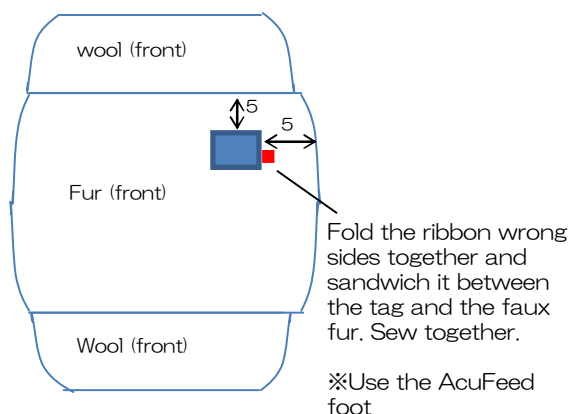 wool (front)
5
5
Fur (front)
Fold the ribbon wrong
sides together and
sandwich it between
the tag and the faux
fur. Sew together.
Wool (front)
※Use the AcuFeed
foot